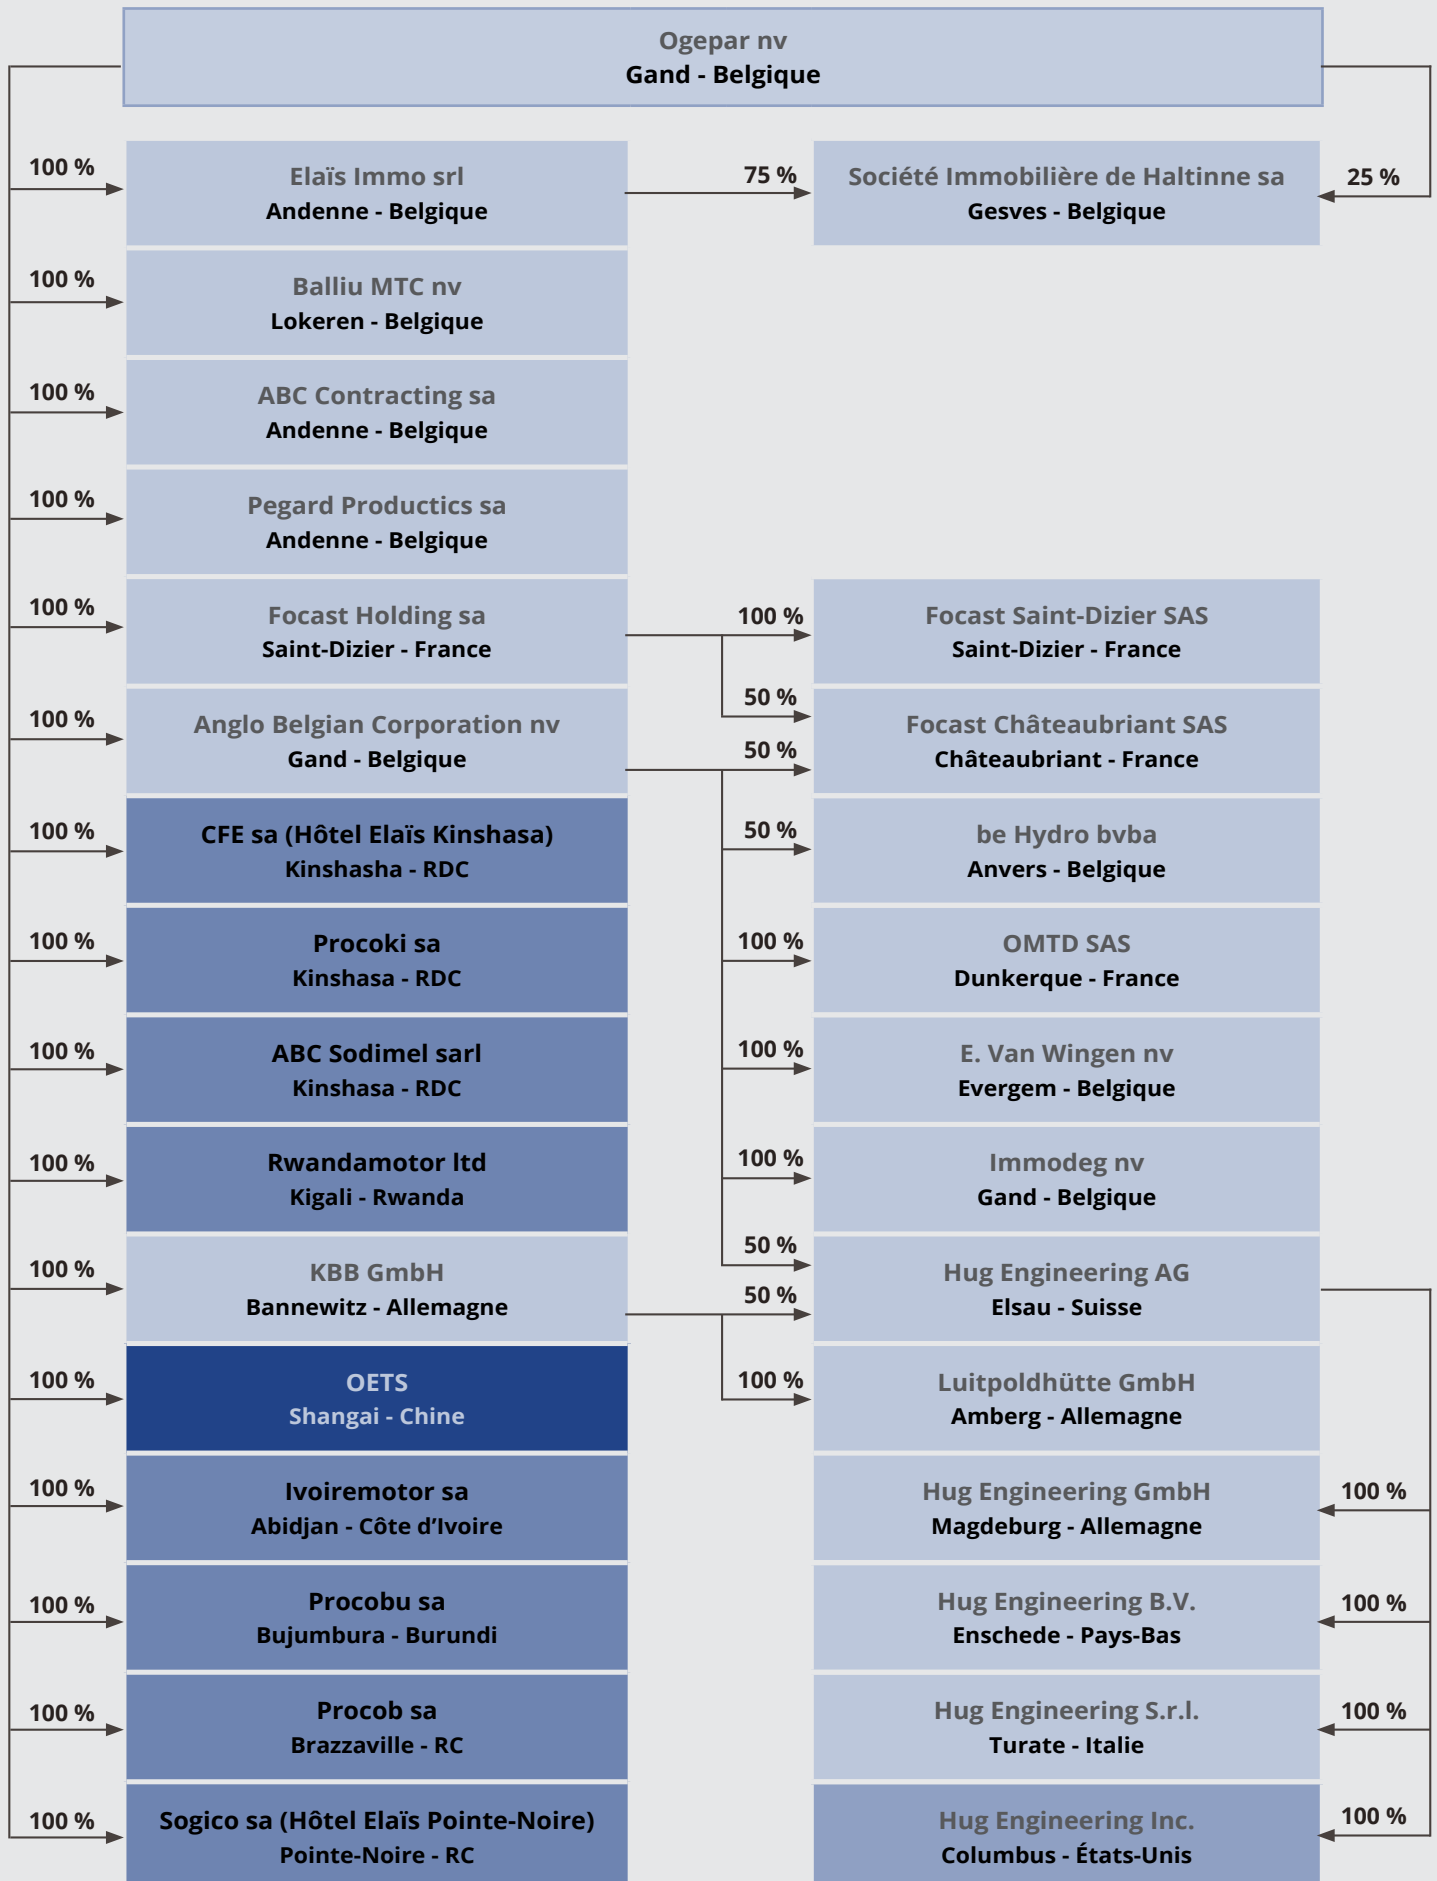 Ogepar nv
Gand - Belgique
100 %
Elaïs Immo srl
Andenne - Belgique
75 %
Société Immobilière de Haltinne sa
Gesves - Belgique
25 %
100 %
Balliu MTC nv
Lokeren - Belgique
100 %
ABC Contracting sa
Andenne - Belgique
100 %
Pegard Productics sa
Andenne - Belgique
100 %
Focast Holding sa
Saint-Dizier - France
100 %
Focast Saint-Dizier SAS
Saint-Dizier - France
100 %
Anglo Belgian Corporation nv
Gand - Belgique
50 %
50 %
Focast Châteaubriant SAS
Châteaubriant - France
100 %
CFE sa (Hôtel Elaïs Kinshasa)
Kinshasha - RDC
50 %
be Hydro bvba
Anvers - Belgique
100 %
Procoki sa
Kinshasa - RDC
100 %
OMTD SAS
Dunkerque - France
100 %
ABC Sodimel sarl
Kinshasa - RDC
100 %
E. Van Wingen nv
Evergem - Belgique
100 %
Rwandamotor ltd
Kigali - Rwanda
100 %
Immodeg nv
Gand - Belgique
100 %
KBB GmbH
Bannewitz - Allemagne
50 %
50 %
Hug Engineering AG
Elsau - Suisse
100 %
OETS
Shangai - Chine
100 %
Luitpoldhütte GmbH
Amberg - Allemagne
100 %
Ivoiremotor sa
Abidjan - Côte d’Ivoire
Hug Engineering GmbH
Magdeburg - Allemagne
100 %
100 %
Procobu sa
Bujumbura - Burundi
Hug Engineering B.V.
Enschede - Pays-Bas
100 %
100 %
Procob sa
Brazzaville - RC
Hug Engineering S.r.l.
Turate - Italie
100 %
100 %
Sogico sa (Hôtel Elaïs Pointe-Noire)
Pointe-Noire - RC
Hug Engineering Inc.
Columbus - États-Unis
100 %